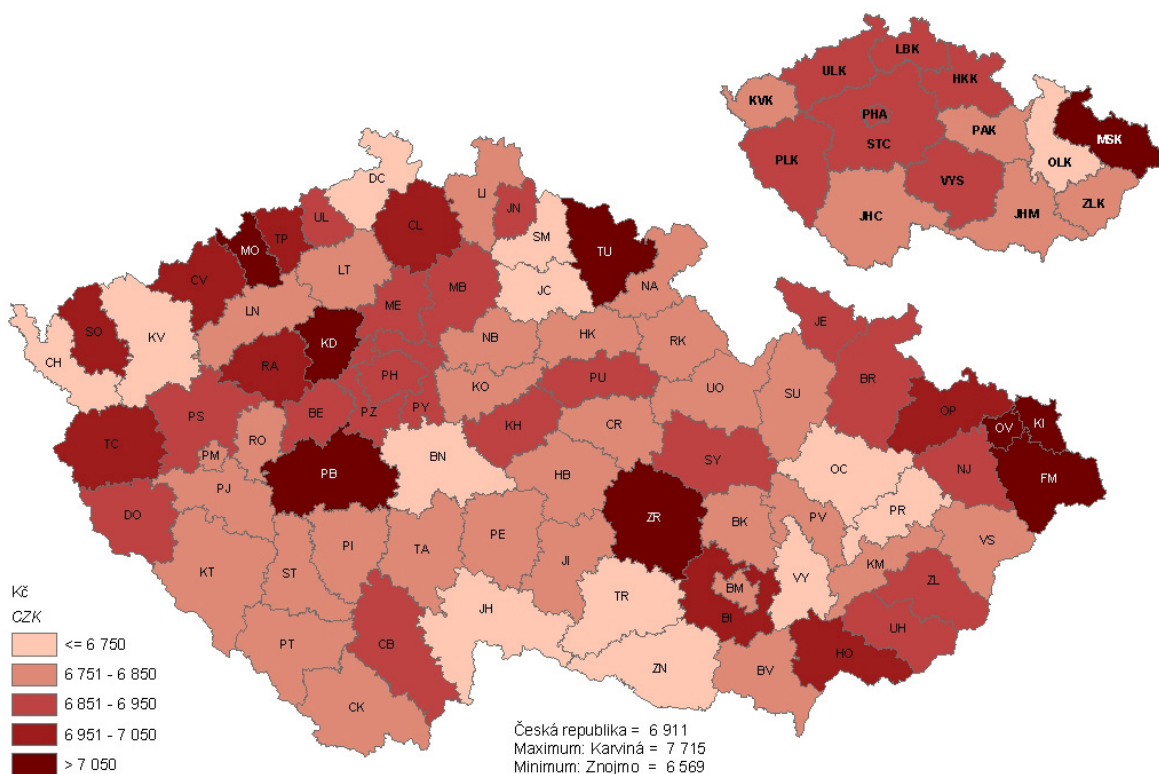 LBK
ULK
HKK
KVK
PHA
PAK
MSK
STC
PLK
OLK
VYS
ZLK
JHC
JHM
DC
LI
JN
UL
CL
SM
TU
MO
TP
LT
CV
MB
NA
ME
JC
LN
SO
KV
JE
NB
HK
RK
KD
CH
RA
PH
PU
BR
KO
UO
SU
PS
BE
PZ
PY
OP
KI
OV
KH
CR
TC
RO
PM
BN
SY
OC
NJ
PB
HB
FM
PJ
PR
DO
ZR
BK
PV
PE
VS
PI
TA
KT
ST
JI
KM
VY
ZL
BM
TR
JH
BI
UH
PT
CB
HO
ZN
BV
CK
Kč
CZK
<= 6 750
6 751 - 6 850
6 851 - 6 950
6 951 - 7 050
> 7 050
Česká republika = 6 911
Maximum: Karviná = 7 715
Minimum: Znojmo = 6 569